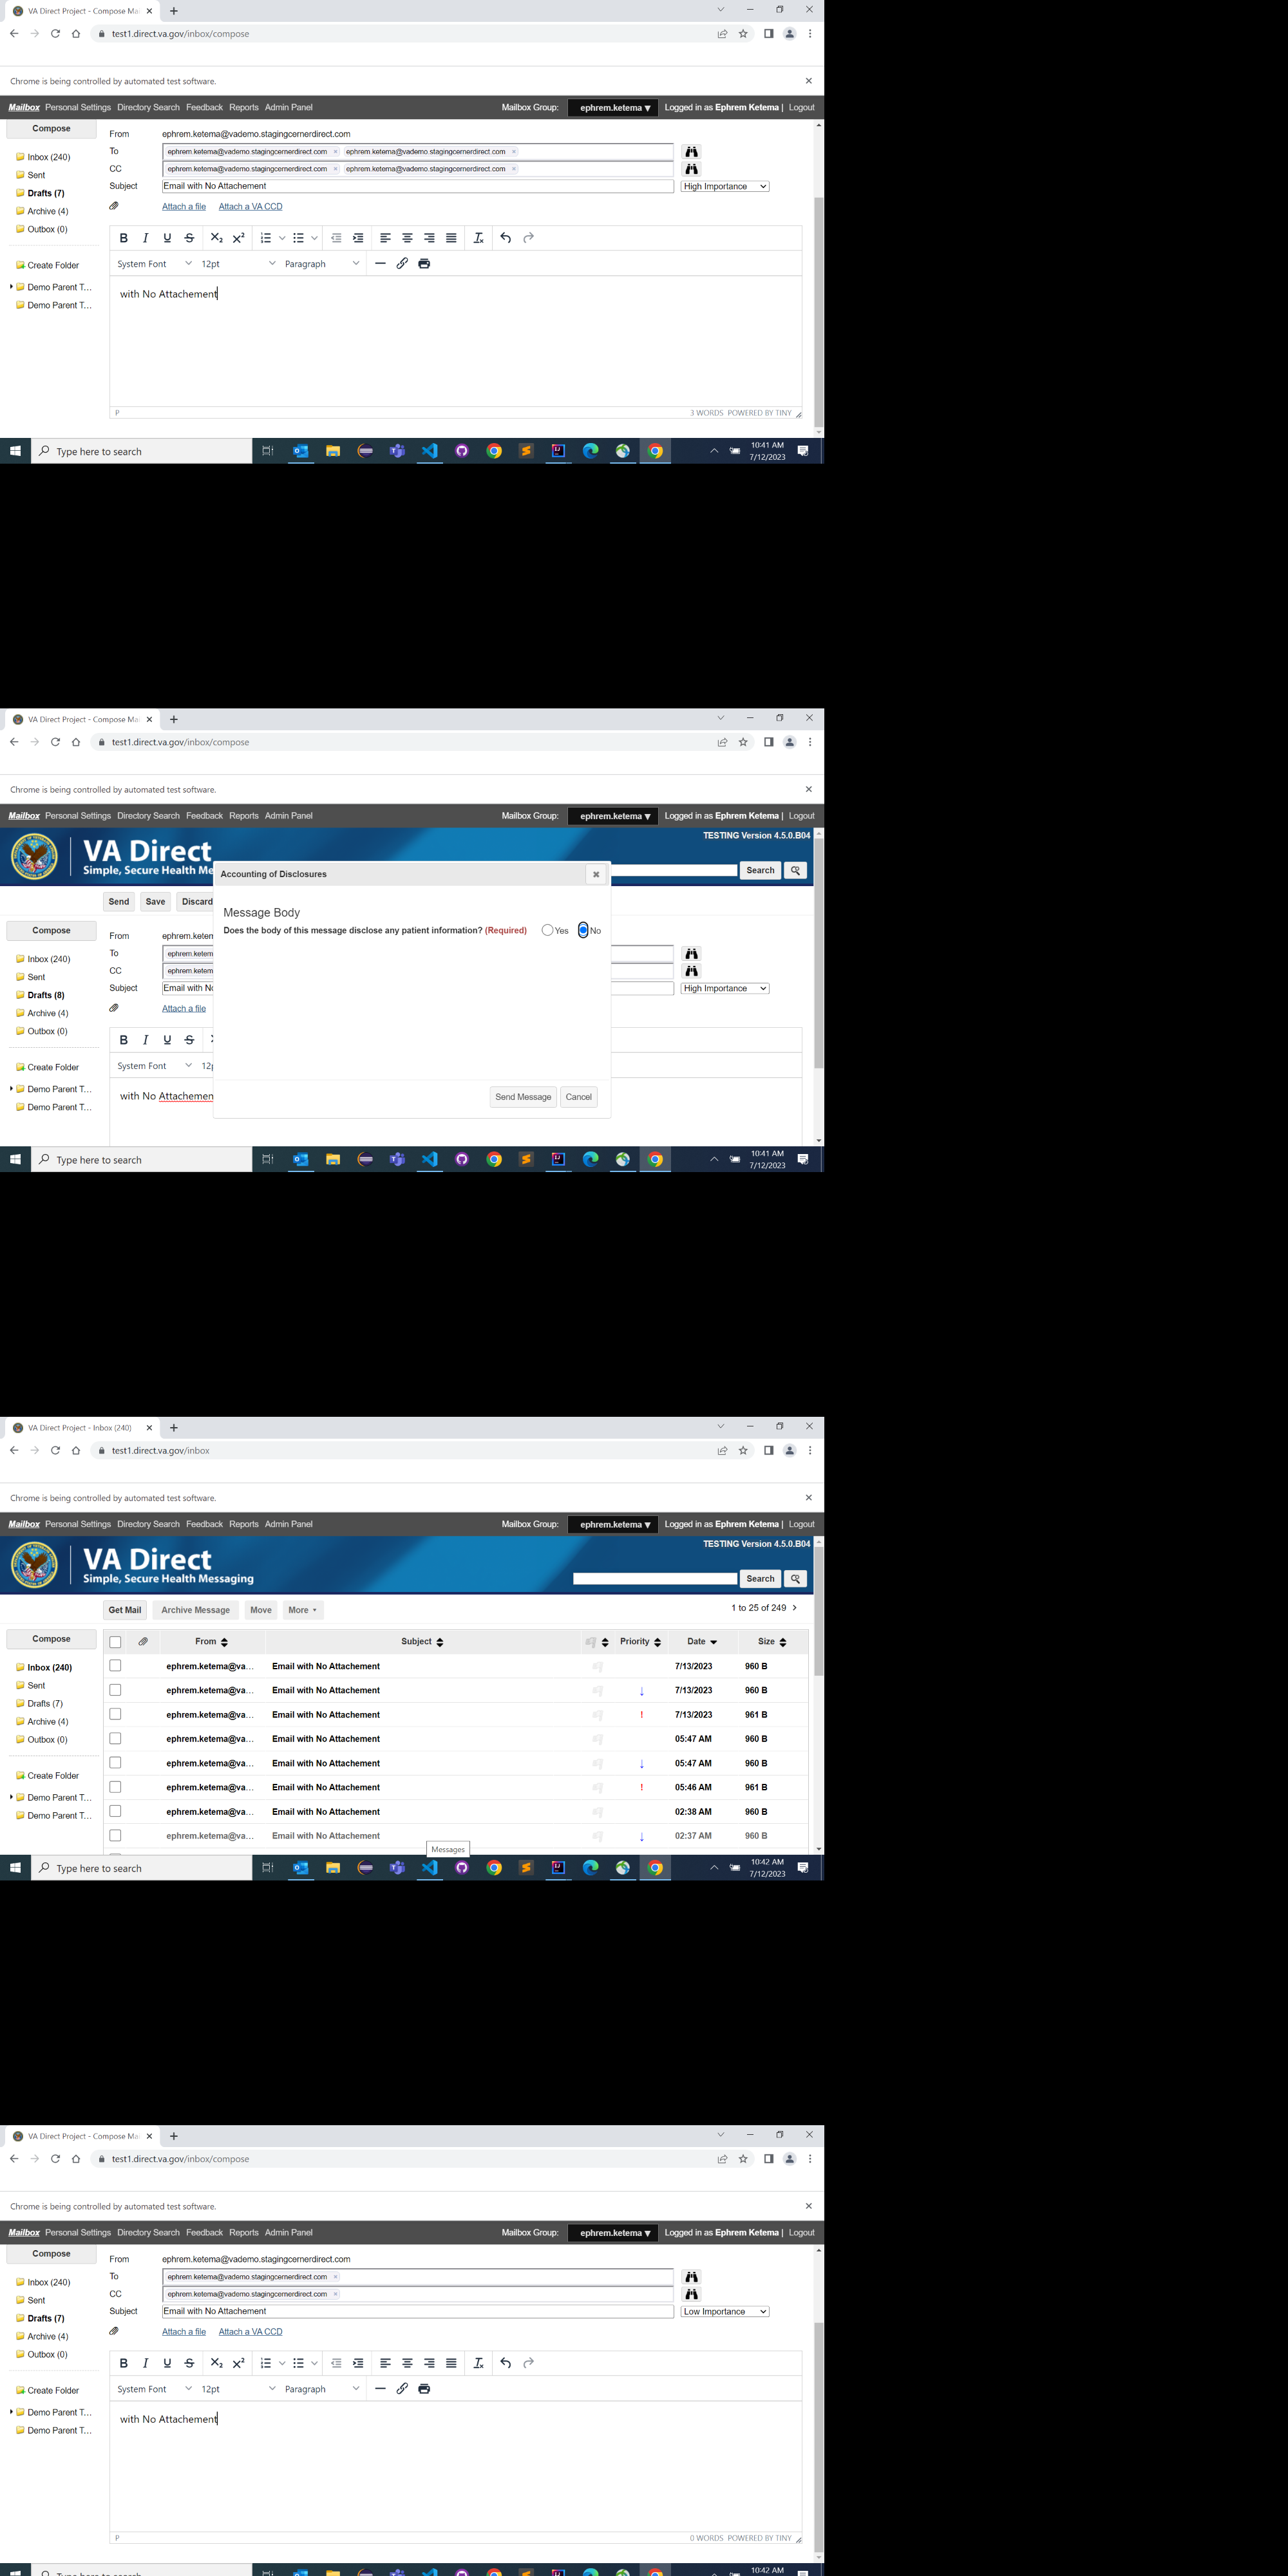 VA Direct Project - Compose Ma
test1.direct.va.gov/inbox/compose
Chrome is being controlled by automated test software.
Mailbox Personal Settings Directory Search Feedback Reports Admin Panel Mailbox Group: ephrem.ketema ▼ Logged in as Ephrem Ketema | Logout
Compose
From ephrem.ketema@vademo.stagingcernerdirect.com
To ephrem.ketema@vademo.stagingcernerdirect.com × ephrem.ketema@vademo.stagingcernerdirect.com ×
CC ephrem.ketema@vademo.stagingcernerdirect.com × ephrem.ketema@vademo.stagingcernerdirect.com ×
Subject Email with No Attachement High Importance
Attach a file Attach a VA CCD
Inbox (240)
Sent
Drafts (7)
Archive (4)
Outbox (0)
Create Folder
Demo Parent T...
Demo Parent T...
System Font 12pt Paragraph
with No Attachement
P 3 WORDS POWERED BY TINY
Type here to search
10:41 AM
7/12/2023
VA Direct Project - Compose Ma
test1.direct.va.gov/inbox/compose
Chrome is being controlled by automated test software.
Mailbox Personal Settings Directory Search Feedback Reports Admin Panel Mailbox Group: ephrem.ketema ▼ Logged in as Ephrem Ketema | Logout
TESTING Version 4.5.0.B04
VA Direct
Simple, Secure Health Me
Search
Accounting of Disclosures
Send Save Discard
Message Body
Does the body of this message disclose any patient information? (Required) Yes No
Compose
From ephrem.keten
To ephrem.ketem
CC ephrem.ketem
Subject Email with No High Importance
Attach a file
Inbox (240)
Sent
Drafts (8)
Archive (4)
Outbox (0)
Create Folder
Demo Parent T...
Demo Parent T...
System Font 12p
with No Attachemen
Send Message Cancel
Type here to search
10:41 AM
7/12/2023
VA Direct Project - Inbox (240)
test1.direct.va.gov/inbox
Chrome is being controlled by automated test software.
Mailbox Personal Settings Directory Search Feedback Reports Admin Panel Mailbox Group: ephrem.ketema ▼ Logged in as Ephrem Ketema | Logout
TESTING Version 4.5.0.B04
VA Direct
Simple, Secure Health Messaging
Search
Get Mail Archive Message Move More 1 to 25 of 249 >
Compose
Inbox (240)
Sent
Drafts (7)
Archive (4)
Outbox (0)
Create Folder
Demo Parent T...
Demo Parent T...
From Subject Priority Date Size
ephrem.ketema@va... Email with No Attachement 7/13/2023 960 B
ephrem.ketema@va... Email with No Attachement ↓ 7/13/2023 960 B
ephrem.ketema@va... Email with No Attachement ! 7/13/2023 961 B
ephrem.ketema@va... Email with No Attachement 05:47 AM 960 B
ephrem.ketema@va... Email with No Attachement ↓ 05:47 AM 960 B
ephrem.ketema@va... Email with No Attachement ! 05:46 AM 961 B
ephrem.ketema@va... Email with No Attachement 02:38 AM 960 B
ephrem.ketema@va... Email with No Attachement ↓ 02:37 AM 960 B
Messages
Type here to search
10:42 AM
7/12/2023
VA Direct Project - Compose Ma
test1.direct.va.gov/inbox/compose
Chrome is being controlled by automated test software.
Mailbox Personal Settings Directory Search Feedback Reports Admin Panel Mailbox Group: ephrem.ketema ▼ Logged in as Ephrem Ketema | Logout
Compose
From ephrem.ketema@vademo.stagingcernerdirect.com
To ephrem.ketema@vademo.stagingcernerdirect.com ×
CC ephrem.ketema@vademo.stagingcernerdirect.com ×
Subject Email with No Attachement Low Importance
Attach a file Attach a VA CCD
Inbox (240)
Sent
Drafts (7)
Archive (4)
Outbox (0)
Create Folder
Demo Parent T...
Demo Parent T...
System Font 12pt Paragraph
with No Attachement
P 0 WORDS POWERED BY TINY
10:42 AM